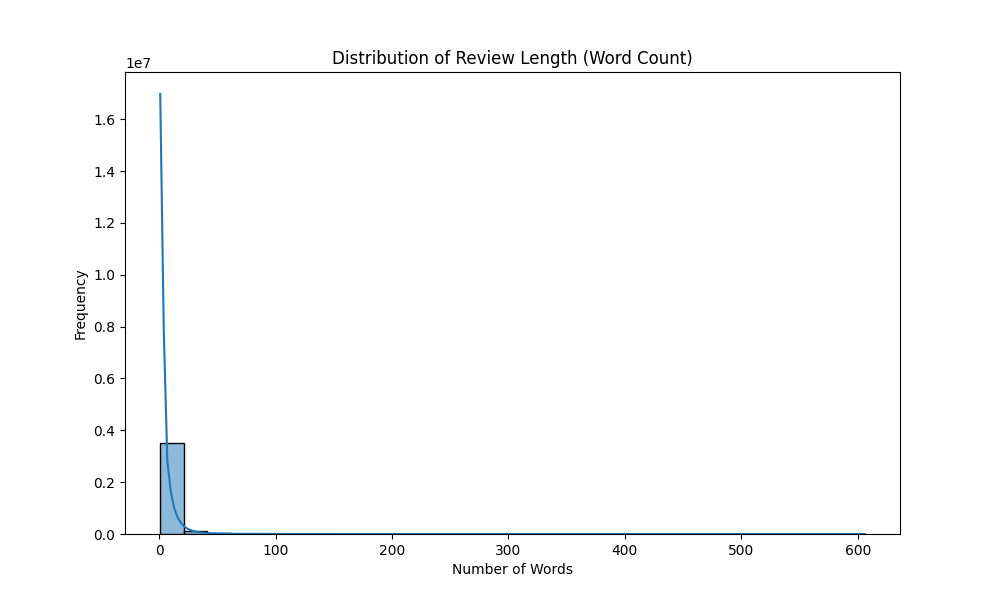 Distribution of Review Length (Word Count)
1e7
1.6
1.4
1.2
1.0
0.8
0.6
0.4
0.2
0.0
Frequency
0 100 200 300 400 500 600
Number of Words